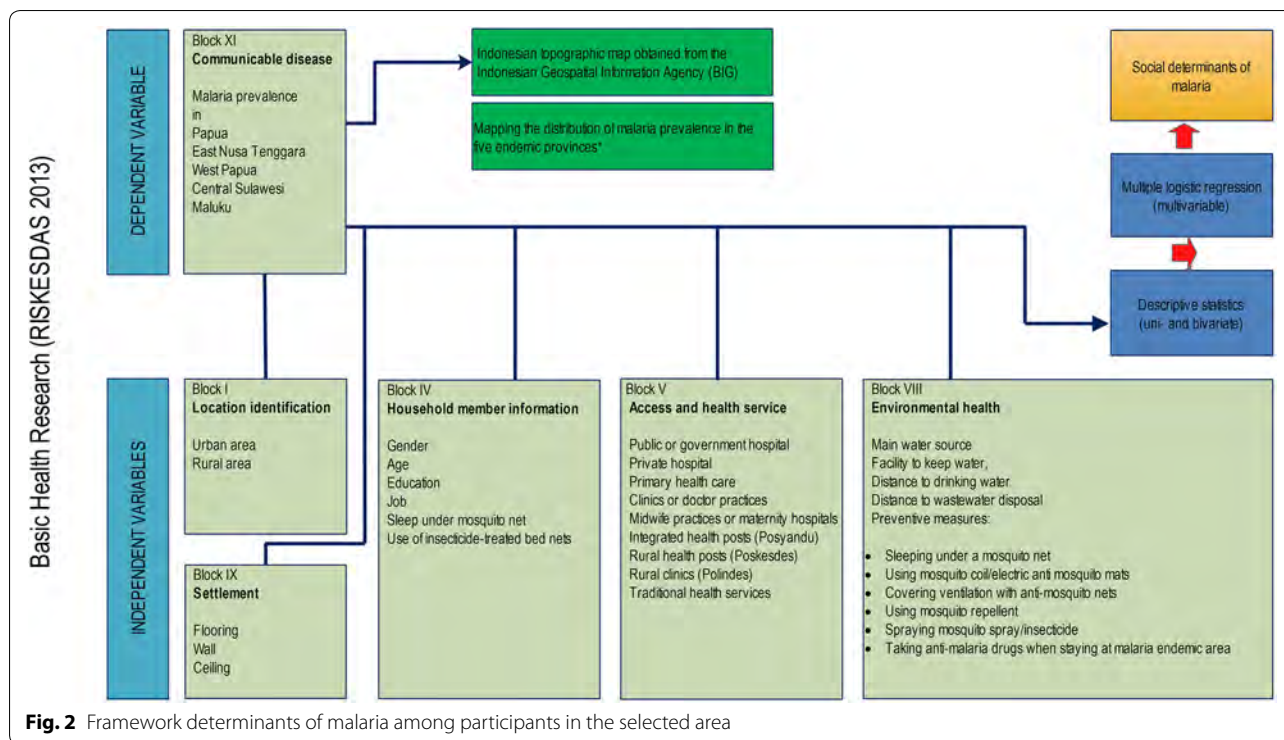 Basic Health Research (RISKESDAS 2013)
DEPENDENT VARIABLE
Block XI
Communicable disease
Malaria prevalence
in
Papua
East Nusa Tenggara
West Papua
Central Sulawesi
Maluku
Indonesian topographic map obtained from the
Indonesian Geospatial Information Agency (BIG)
Mapping the distribution of malaria prevalence in the
five endemic provinces*
Social determinants of
malaria
Multiple logistic regression
(multivariable)
Descriptive statistics
(uni- and bivariate)
INDEPENDENT VARIABLES
Block I
Location identification
Urban area
Rural area
Block IX
Settlement
Flooring
Wall
Ceiling
Block IV
Household member information
Gender
Age
Education
Job
Sleep under mosquito net
Use of insecticide-treated bed nets
Block V
Access and health service
Public or government hospital
Private hospital
Primary health care
Clinics or doctor practices
Midwife practices or maternity hospitals
Integrated health posts (Posyandu)
Rural health posts (Poskesdes)
Rural clinics (Polindes)
Traditional health services
Block VIII
Environmental health
Main water source
Facility to keep water,
Distance to drinking water.
Distance to wastewater disposal
Preventive measures:
• Sleeping under a mosquito net
• Using mosquito coil/electric anti mosquito mats
• Covering ventilation with anti-mosquito nets
• Using mosquito repellent
• Spraying mosquito spray/insecticide
• Taking anti-malaria drugs when staying at malaria endemic area
Fig. 2 Framework determinants of malaria among participants in the selected area